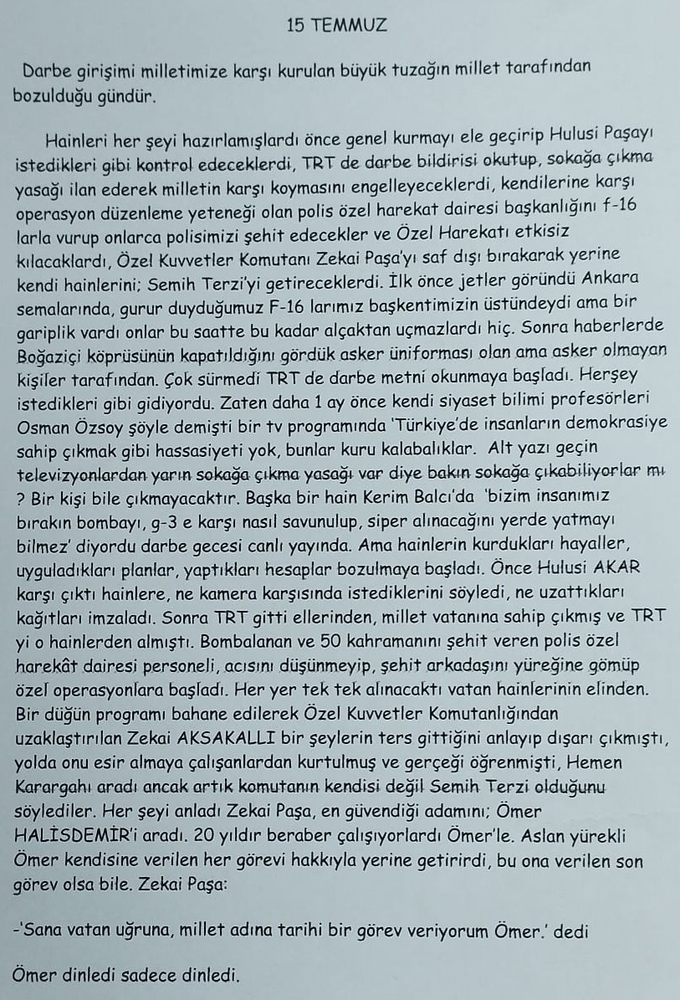 15 TEMMUZ
Darbe girişimi milletimize karşı kurulan büyük tuzağın millet tarafından
bozulduğu gündür.
Hainleri her şeyi hazırlamışlardı önce genel kurmayı ele geçirip Hulusi Paşayı
istedikleri gibi kontrol edeceklerdi, TRT de darbe bildirisi okutup, sokağa çıkma
yasağı ilan ederek milletin karşı koymasını engelleyeceklerdi, kendilerine karşı
operasyon düzenleme yeteneği olan polis özel harekat dairesi başkanlığını f-16
larla vurup onlarca polisimizi şehit edecekler ve Özel Harekatı etkisiz
kılacaklardı, Özel Kuvvetler Komutanı Zekai Paşa'yı saf dışı bırakarak yerine
kendi hainlerini; Semih Terzi'yi getireceklerdi. İlk önce jetler göründü Ankara
semalarında, gurur duyduğumuz F-16 larımız başkentimizin üstündeydi ama bir
gariplik vardı onlar bu saatte bu kadar alçaktan uçmazlardı hiç. Sonra haberlerde
Boğaziçi köprüsünün kapatıldığını gördük asker üniforması olan ama asker olmayan
kişiler tarafından. Çok sürmedi TRT de darbe metni okunmaya başladı. Herşey
istedikleri gibi gidiyordu. Zaten daha 1 ay önce kendi siyaset bilimi profesörleri
Osman Özsoy şöyle demişti bir tv programında 'Türkiye'de insanların demokrasiye
sahip çıkmak gibi hassasiyeti yok, bunlar kuru kalabalıklar. Alt yazı geçin
televizyonlardan yarın sokağa çıkma yasağı var diye bakın sokağa çıkabiliyorlar mı
? Bir kişi bile çıkmayacaktır. Başka bir hain Kerim Balcı'da 'bizim insanımız
bırakın bombayı, g-3 e karşı nasıl savunulup, siper alınacağını yerde yatmayı
bilmez' diyordu darbe gecesi canlı yayında. Ama hainlerin kurdukları hayaller,
uyguladıkları planlar, yaptıkları hesaplar bozulmaya başladı. Önce Hulusi AKAR
karşı çıktı hainlere, ne kamera karşısında istediklerini söyledi, ne uzattıkları
kağıtları imzaladı. Sonra TRT gitti ellerinden, millet vatanına sahip çıkmış ve TRT
yi o hainlerden almıştı. Bombalanan ve 50 kahramanını şehit veren polis özel
harekât dairesi personeli, acısını düşünmeyip, şehit arkadaşını yüreğine gömüp
özel operasyonlara başladı. Her yer tek tek alınacaktı vatan hainlerinin elinden.
Bir düğün programı bahane edilerek Özel Kuvvetler Komutanlığından
uzaklaştırılan Zekai AKSAKALLI bir şeylerin ters gittiğini anlayıp dışarı çıkmıştı,
yolda onu esir almaya çalışanlardan kurtulmuş ve gerçeği öğrenmişti, Hemen
Karargahı aradı ancak artık komutanın kendisi değil Semih Terzi olduğunu
söylediler. Her şeyi anladı Zekai Paşa, en güvendiği adamını; Ömer
HALİSDEMİR'i aradı. 20 yıldır beraber çalışıyorlardı Ömer'le. Aslan yürekli
Ömer kendisine verilen her görevi hakkıyla yerine getirirdi, bu ona verilen son
görev olsa bile. Zekai Paşa:
-'Sana vatan uğruna, millet adına tarihi bir görev veriyorum Ömer.' dedi
Ömer dinledi sadece dinledi.